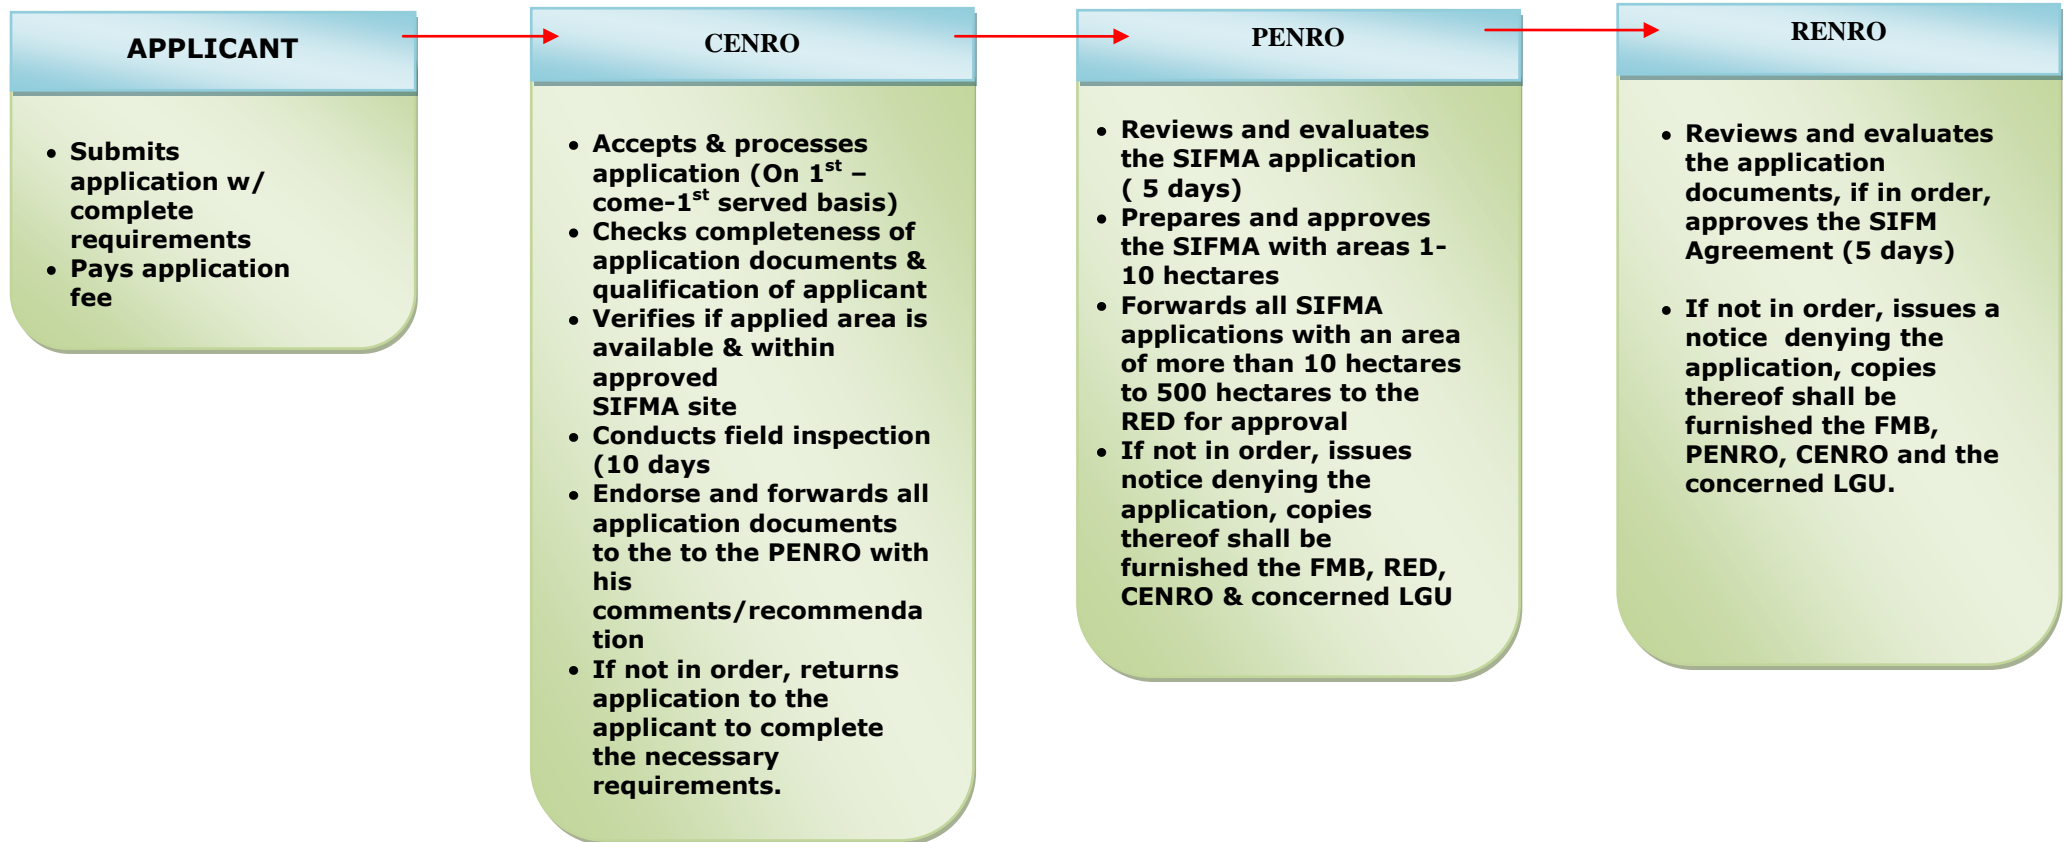 APPLICANT
• Submits
application w/
complete
requirements
• Pays application
fee
CENRO
• Accepts & processes
application (On 1st –
come-1st served basis)
• Checks completeness of
application documents &
qualification of applicant
• Verifies if applied area is
available & within
approved
SIFMA site
• Conducts field inspection
(10 days
• Endorse and forwards all
application documents
to the to the PENRO with
his
comments/recommenda
tion
• If not in order, returns
application to the
applicant to complete
the necessary
requirements.
PENRO
• Reviews and evaluates
the SIFMA application
( 5 days)
• Prepares and approves
the SIFMA with areas 1-
10 hectares
• Forwards all SIFMA
applications with an area
of more than 10 hectares
to 500 hectares to the
RED for approval
• If not in order, issues
notice denying the
application, copies
thereof shall be
furnished the FMB, RED,
CENRO & concerned LGU
RENRO
• Reviews and evaluates
the application
documents, if in order,
approves the SIFM
Agreement (5 days)
• If not in order, issues a
notice denying the
application, copies
thereof shall be
furnished the FMB,
PENRO, CENRO and the
concerned LGU.